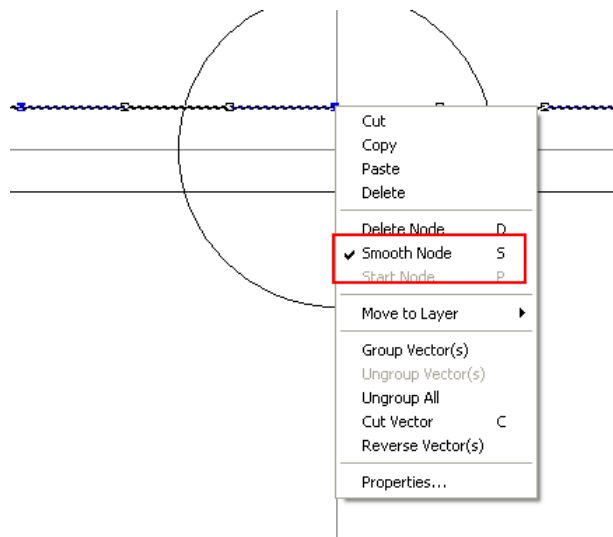 Cut
Copy
Paste
Delete
Delete Node D
Smooth Node S
Start Node P
Move to Layer
Group Vector(s)
Ungroup Vector(s)
Ungroup All
Cut Vector C
Reverse Vector(s)
Properties...